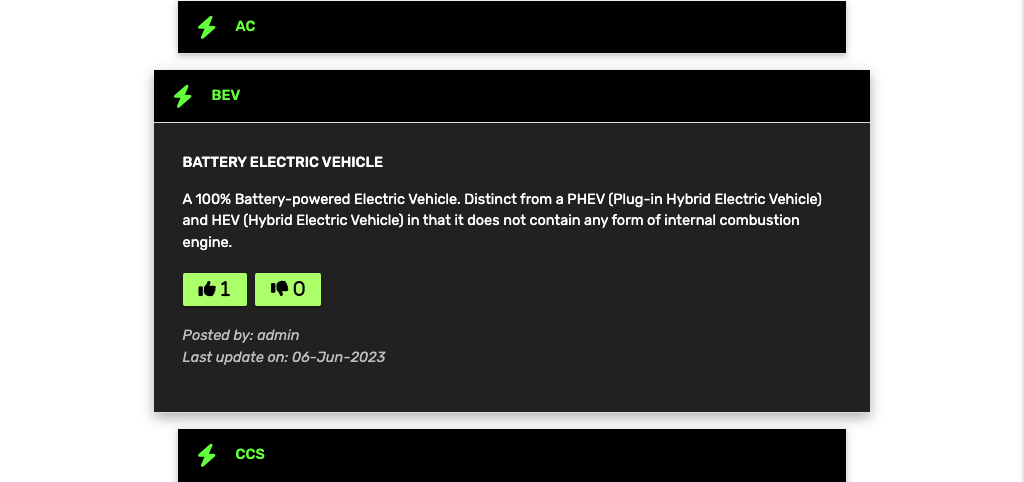 AC
BEV
BATTERY ELECTRIC VEHICLE
A 100% Battery-powered Electric Vehicle. Distinct from a PHEV (Plug-in Hybrid Electric Vehicle)
and HEV (Hybrid Electric Vehicle) in that it does not contain any form of internal combustion
engine.
1 0
Posted by: admin
Last update on: 06-Jun-2023
CCS